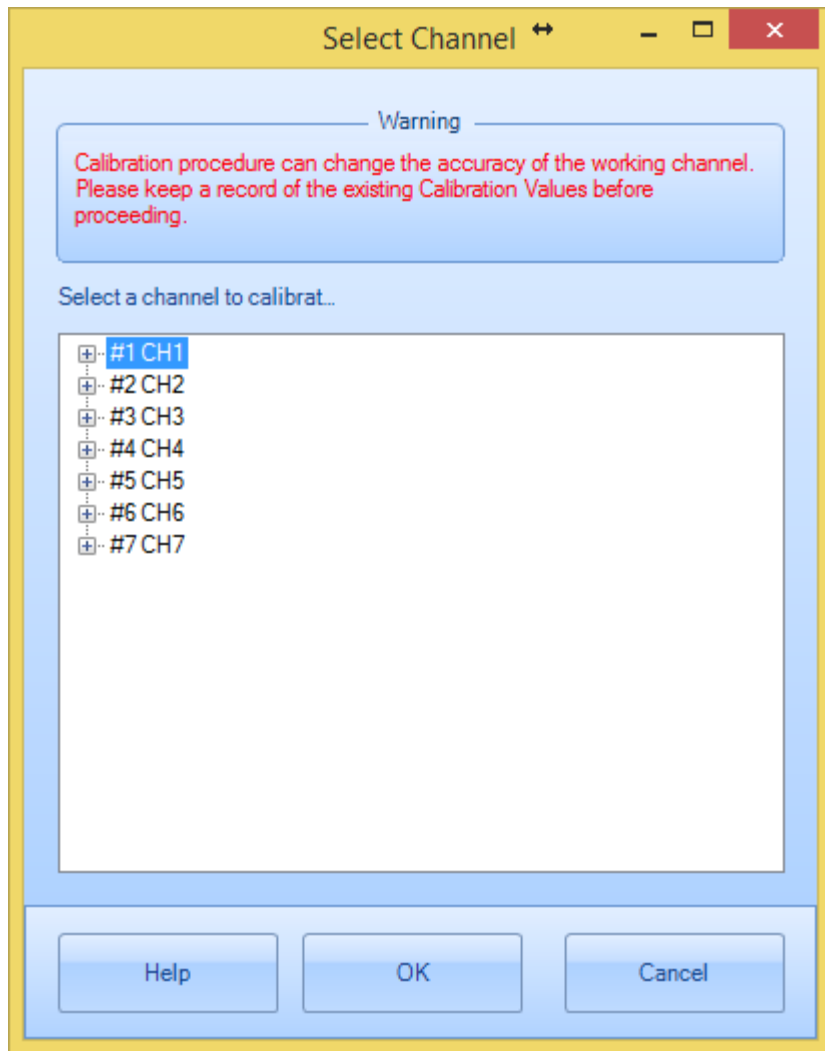 Select Channel
Warning
Calibration procedure can change the accuracy of the working channel.
Please keep a record of the existing Calibration Values before
proceeding.
Select a channel to calibrat...
#1 CH1
#2 CH2
#3 CH3
#4 CH4
#5 CH5
#6 CH6
#7 CH7
Help
OK
Cancel